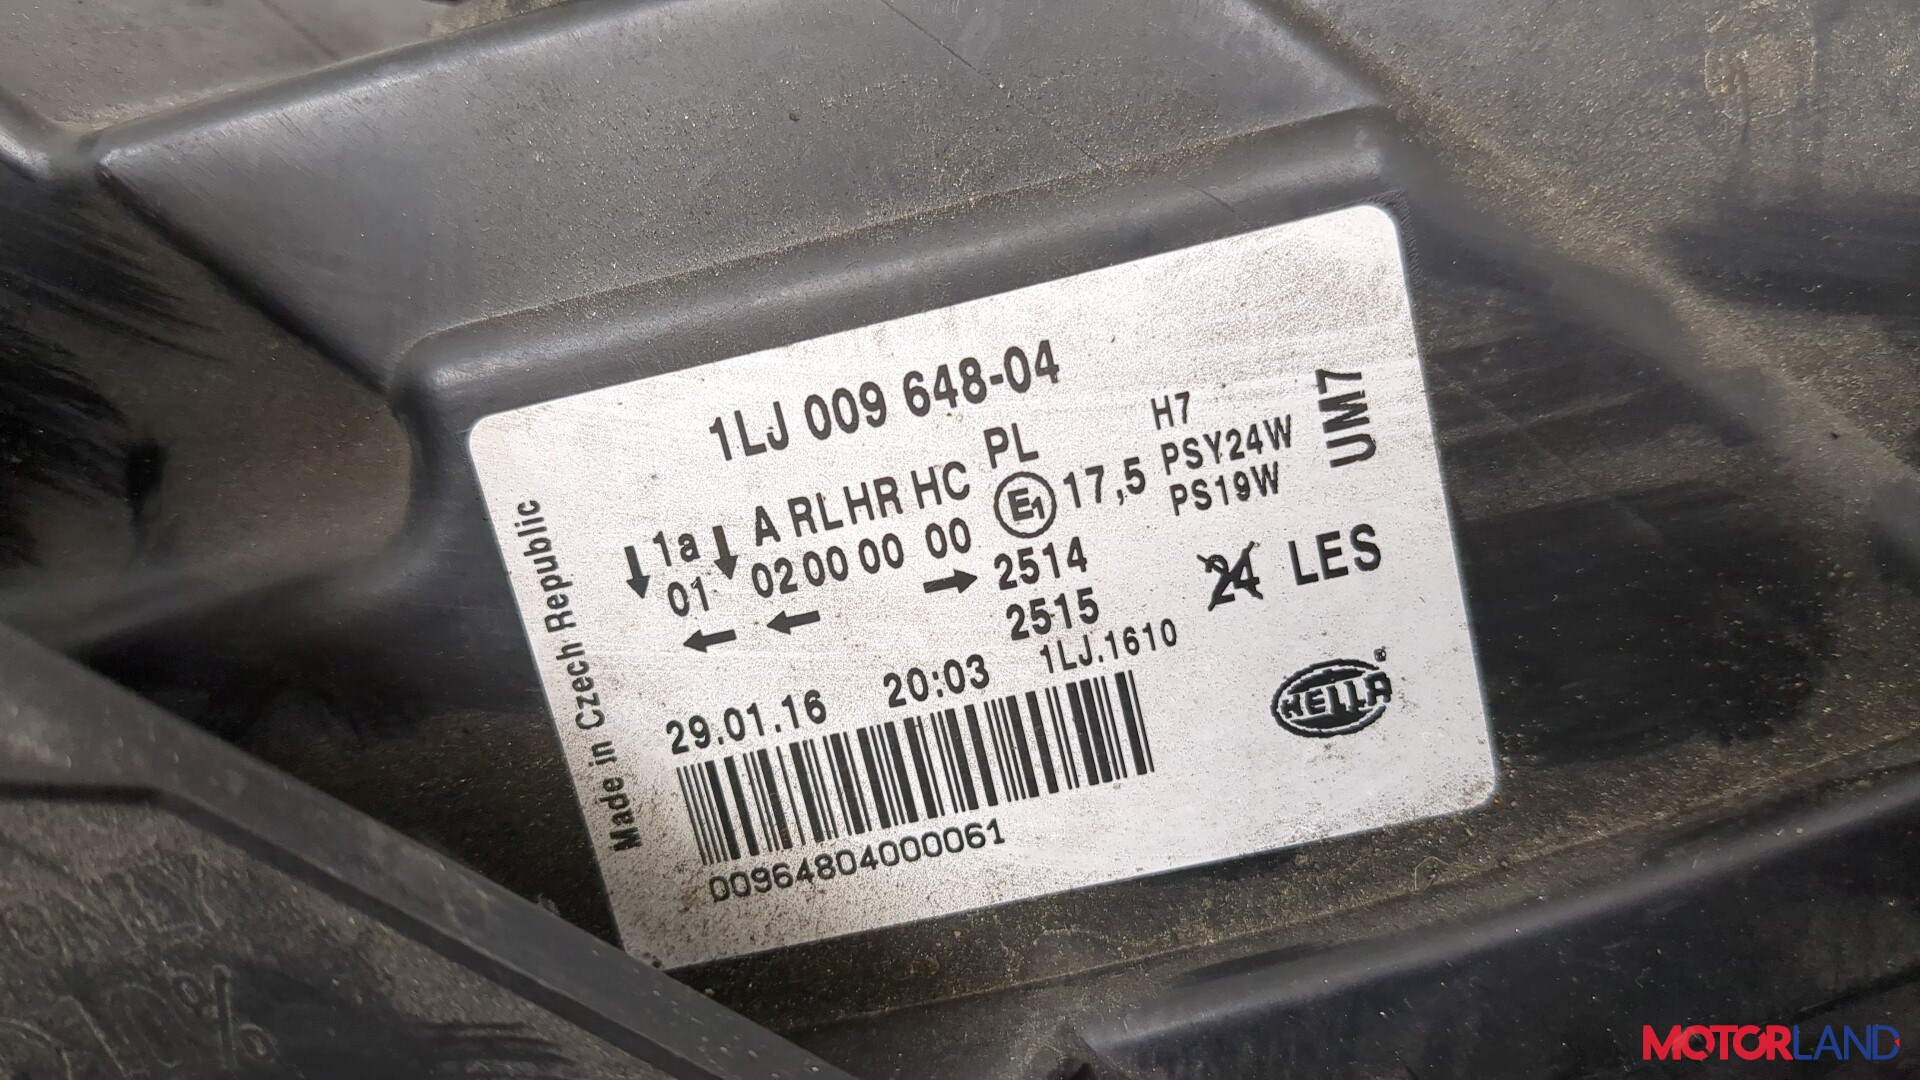 1LJ 009 648-04
1a A RL HR HC PL
01 02 00 00 00 E1 17,5
2514
2515
H7
PSY24W
PS19W
UM7
24 LES
29.01.16 20:03 1LJ.1610
00964804000061
HELLA®
Made in Czech Republic
MOTORLAND